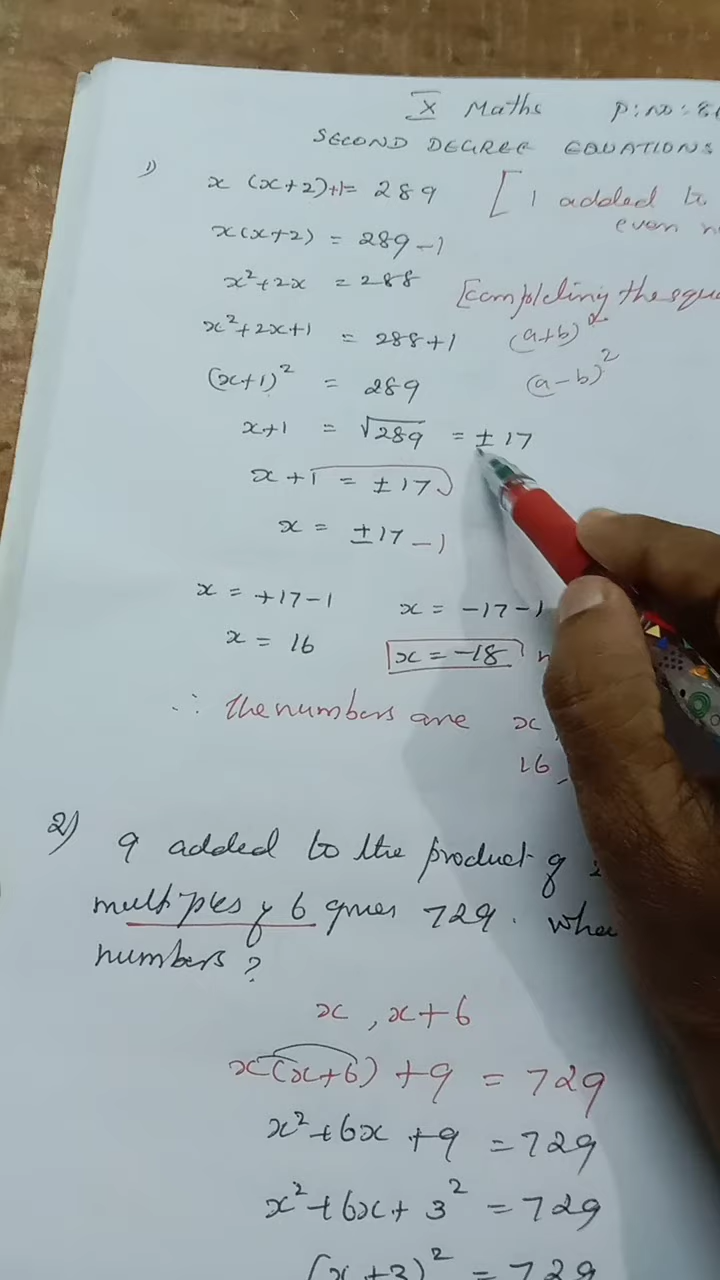 X Maths P: no: 8
SECOND DEGREE EQUATIONS
1) x (x+2)+1 = 289 [ 1 added to
even n
x(x+2) = 289-1
x²+2x = 288 [completing the squa
x²+2x+1 = 288+1 (a+b)²
(x+1)² = 289 (a-b)²
x+1 = √289 = ±17
x+1 = ±17
x = ±17-1
x = +17-1 x = -17-1
x = 16 x = -18 n
∴ the numbers are x,
16,
2) 9 added to the product of 2
multiples of 6 gives 729. What
numbers?
x, x+6
x(x+6) + 9 = 729
x²+6x + 9 = 729
x²+6x + 3² = 729
(x+3)² = 729